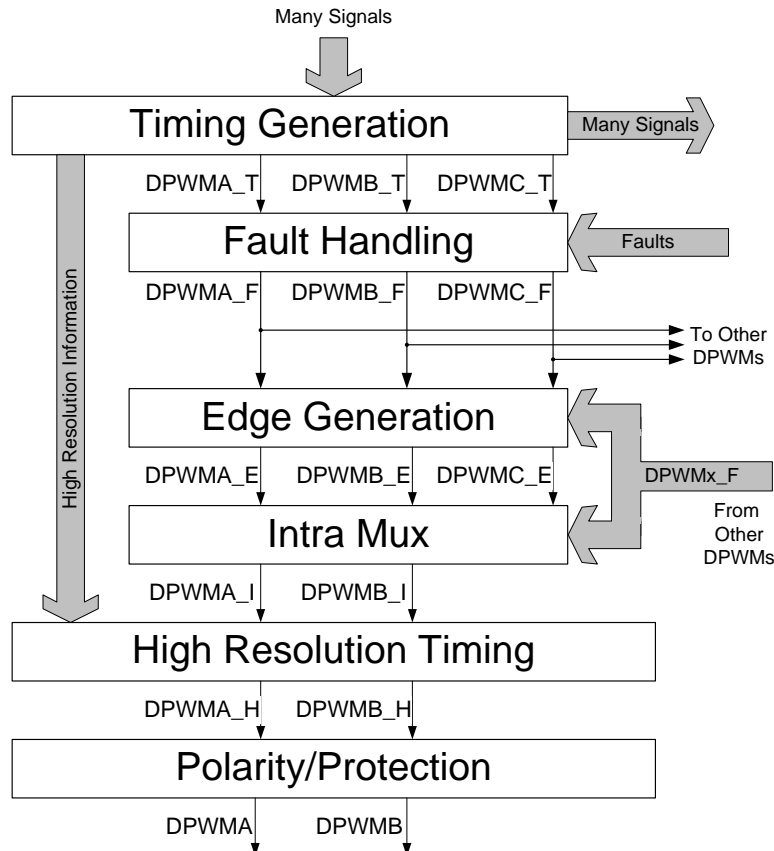 Many Signals
Timing Generation
Many Signals
DPWMA_T
DPWMB_T
DPWMC_T
Fault Handling
Faults
DPWMA_F
DPWMB_F
DPWMC_F
High Resolution Information
To Other
DPWMs
Edge Generation
DPWMA_E
DPWMB_E
DPWMC_E
DPWMx_F
From
Other
DPWMs
Intra Mux
DPWMA_I
DPWMB_I
High Resolution Timing
DPWMA_H
DPWMB_H
Polarity/Protection
DPWMA
DPWMB